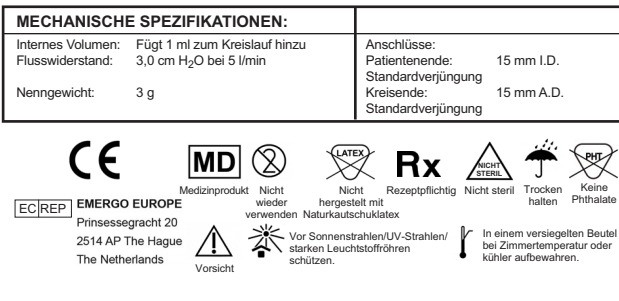 MECHANISCHE SPEZIFIKATIONEN:
Internes Volumen: Fügt 1 ml zum Kreislauf hinzu
Flusswiderstand: 3,0 cm H₂O bei 5 l/min
Nenngewicht: 3 g
Anschlüsse:
Patientenende: 15 mm I.D.
Standardverjüngung
Kreisende: 15 mm A.D.
Standardverjüngung
CE
MD
Medizinprodukt
2
Nicht
wieder
verwenden
LATEX
Nicht
hergestellt mit
Naturkautschuklatex
Rx
Rezeptpflichtig
NICHT
STERIL
Nicht steril
Trocken
halten
PHT
Keine
Phthalate
EC REP
EMERGO EUROPE
Prinsessegracht 20
2514 AP The Hague
The Netherlands
Vorsicht
Vor Sonnenstrahlen/UV-Strahlen/
starken Leuchtstoffröhren
schützen.
In einem versiegelten Beutel
bei Zimmertemperatur oder
kühler aufbewahren.